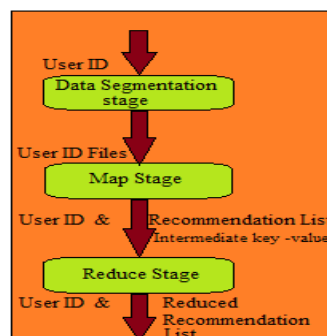 User ID
Data Segmentation
stage
User ID Files
Map Stage
User ID & Recommendation List
Intermediate key -value
Reduce Stage
User ID & Reduced
Recommendation
List